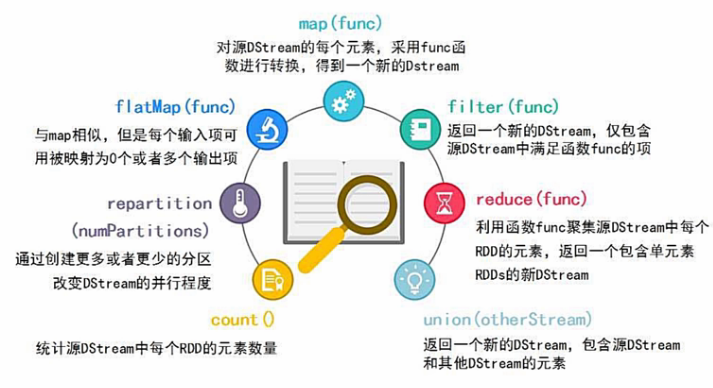 map(func)
对源DStream的每个元素，采用func函
数进行转换，得到一个新的Dstream
flatMap(func)
与map相似，但是每个输入项可
用被映射为0个或者多个输出项
filter(func)
返回一个新的DStream，仅包含
源DStream中满足函数func的项
repartition
(numPartitions)
通过创建更多或者更少的分区
改变DStream的并行程度
reduce(func)
利用函数func聚集源DStream中每个
RDD的元素，返回一个包含单元素
RDDs的新DStream
count()
统计源DStream中每个RDD的元素数量
union(otherStream)
返回一个新的DStream，包含源DStream
和其他DStream的元素